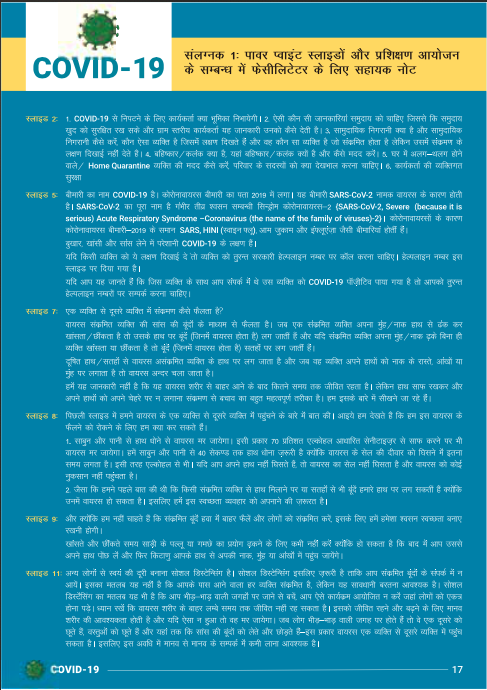 COVID-19
संलग्नक 1: पावर प्वाइंट स्लाइडों और प्रशिक्षण आयोजन
के सम्बन्ध में फेसीलिटेटर के लिए सहायक नोट
स्लाइड 2: 1. COVID-19 से निपटने के लिए कार्यकर्ता क्या भूमिका निभायेंगी। 2. ऐसी कौन सी जानकारियां समुदाय को चाहिए जिससे कि समुदाय
खुद को सुरक्षित रख सके और ग्राम स्तरीय कार्यकर्ता यह जानकारी उनको कैसे देती है। 3. सामुदायिक निगरानी क्या है और सामुदायिक
निगरानी कैसे करें, कौन ऐसा व्यक्ति है जिसमें लक्षण दिखते हैं और वह कौन सा व्यक्ति है जो संक्रमित होता है लेकिन उसमें संक्रमण के
लक्षण दिखाई नहीं देते है। 4. बहिष्कार/कलंक क्या है, यहां बहिष्कार/कलंक क्यों है और कैसे मदद करें। 5. घर में अलग–थलग होने
वाले/ Home Quarantine व्यक्ति की मदद कैसे करें, परिवार के सदस्यों को क्या देखभाल करना चाहिए। 6. कार्यकर्ता की व्यक्तिगत
सुरक्षा
स्लाइड 5: बीमारी का नाम COVID-19 है। कोरोनावायरस बीमारी का पता 2019 में लगा। यह बीमारी SARS-CoV-2 नामक वायरस के कारण होती
है। SARS-CoV-2 का पूरा नाम है गंभीर तीव्र श्वसन सम्बन्धी सिन्ड्रोम कोरोनावायरस–2 (SARS-CoV-2, Severe (because it is
serious) Acute Respiratory Syndrome –Coronavirus (the name of the family of viruses)-2)। कोरोनावायरसों के कारण
कोरोनावायरस बीमारी–2019 के समान SARS, HINI (स्वाइन फ्लू), आम जुकाम और इंफ्लूएंजा जैसी बीमारियां होर्ती हैं।
बुखार, खांसी और सांस लेने में परेशानी COVID-19 के लक्षण है।
यदि किसी व्यक्ति को ये लक्षण दिखाई दे तो व्यक्ति को तुरन्त सरकारी हेल्पलाइन नम्बर पर कॉल करना चाहिए। हेल्पलाइन नम्बर इस
स्लाइड पर दिया गया है।
यदि आप यह जानते हैं कि जिस व्यक्ति के साथ आप संपर्क में थे उस व्यक्ति को COVID-19 पॉज़ीटिव पाया गया है तो आपको तुरन्त
हेल्पलाइन नम्बरों पर सम्पर्क करना चाहिए।
स्लाइड 7: एक व्यक्ति से दूसरे व्यक्ति में संक्रमण कैसे फैलता है?
वायरस संक्रमित व्यक्ति की सांस की बूंदों के माध्यम से फैलता है। जब एक संक्रमित व्यक्ति अपना मुंह/नाक हाथ से ढंक कर
खांसता/छींकता है तो उसके हाथ पर बूंदें (जिनमें वायरस होता है) लग जाती हैं और यदि संक्रमित व्यक्ति अपना मुह/नाक ढ़के बिना ही
व्यक्ति खांसता या छींकता है तो बूंदें (जिनमें वायरस होता है) सतहों पर लग जातीं हैं।
दूषित हाथ/सतहों से वायरस असंक्रमित व्यक्ति के हाथ पर लग जाता है और जब वह व्यक्ति अपने हाथों को नाक के रास्ते, आंखों या
मुंह पर लगाता है तो वायरस अन्दर चला जाता है।
हमें यह जानकारी नहीं है कि यह वायरस शरीर से बाहर आने के बाद कितने समय तक जीवित रहता है। लेकिन हाथ साफ रखकर और
अपने हाथों को अपने चेहरे पर न लगाना संक्रमण से बचाव का बहुत महत्वपूर्ण तरीका है। हम इसके बारे में सीखने जा रहे हैं।
स्लाइड 8: पिछली स्लाइड में हमने वायरस के एक व्यक्ति से दूसरे व्यक्ति में पहुंचने के बारे में बात की। आइये हम देखते हैं कि हम इस वायरस के
फैलने को रोकने के लिए हम क्या कर सकते हैं।
1. साबुन और पानी से हाथ धोने से वायरस मर जायेगा। इसी प्रकार 70 प्रतिशत एल्कोहल आधारित सेनीटाइज़र से साफ करने पर भी
वायरस मर जायेगा। हमें साबुन और पानी से 40 सेकण्ड तक हाथ धोना ज़रूरी है क्योंकि वायरस के सेल की दीवार को घिसने में इतना
समय लगता है। इसी तरह एल्कोहल से भी। यदि आप अपने हाथ नहीं घिसते हैं, तो वायरस का सेल नहीं घिसता है और वायरस को कोई
नुकसान नहीं पहुंचता है।
2. जैसा कि हमने पहले बात की थी कि किसी संक्रमित व्यक्ति से हाथ मिलाने पर या सतहों से भी बूंदें हमारे हाथ पर लग सकतीं हैं क्योंकि
उनमें वायरस हो सकता है। इसलिए हमें इस स्वच्छता व्यवहार को अपनाने की ज़रूरत है।
स्लाइड 9: और क्योंकि हम नहीं चाहते हैं कि संक्रमित बूंदें हवा में बाहर फैलें और लोगों को संक्रमित करें, इसके लिए हमें हमेशा श्वसन स्वच्छता बनाए
रखनी होगी।
खांसते और छींकते समय साड़ी के पल्लू या गमछे का प्रयोग ढ़कने के लिए कभी नहीं करें क्योंकि हो सकता है कि बाद में आप उससे
अपने हाथ पोंछ लें और फिर किटाणु आपके हाथ से आपकी नाक, मुंह या आंखों में पहुंच जायेंगे।
स्लाइड 11: अन्य लोगों से स्वयं की दूरी बनाना सोशल डिस्टेन्सिंग है। सोशल डिस्टेन्सिंग इसलिए ज़रूरी है ताकि आप संक्रमित बूंदों के संपर्क में न
आयें। इसका मतलब यह नहीं है कि आपके पास आने वाला हर व्यक्ति संक्रमित है, लेकिन यह सावधानी बरतना आवश्यक है। सोशल
डिस्टेंसिंग का मतलब यह भी है कि आप भीड़–भाड़ वाली जगहों पर जाने से बचें, आप ऐसे कार्यक्रम आयोजित न करें जहां लोगों को एकत्र
होना पड़े। ध्यान रखें कि वायरस शरीर के बाहर लम्बे समय तक जीवित नहीं रह सकता है। इसको जीवित रहने और बढ़ने के लिए मानव
शरीर की आवश्यकता होती है और यदि ऐसा न हुआ तो वह मर जायेगा। जब लोग भीड़–भाड़ वाली जगह पर होते हैं तो वे एक दूसरे को
छूते हैं, वस्तुओं को छूते हैं और यहां तक कि सांस की बूंदों को लेते और छोड़ते हैं–इस प्रकार वायरस एक व्यक्ति से दूसरे व्यक्ति में पहुंच
सकता है। इसलिए इस अवधि में मानव से मानव के सम्पर्क में कमी लाना आवश्यक है।
COVID-19
17